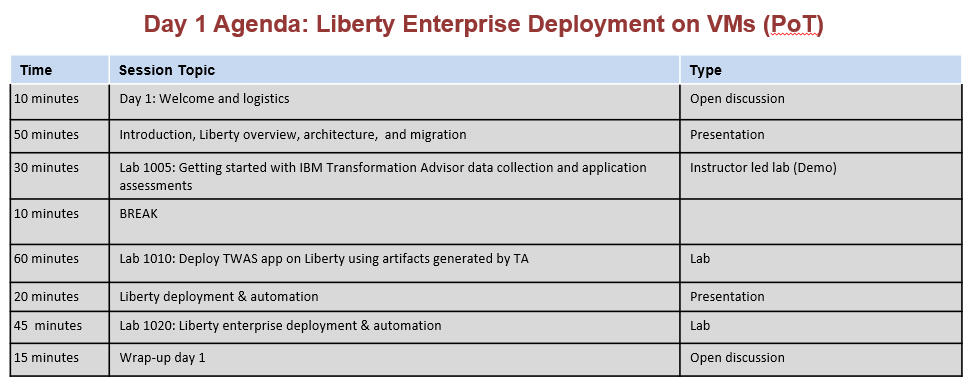 Day 1 Agenda: Liberty Enterprise Deployment on VMs (PoT)
Time Session Topic Type
10 minutes Day 1: Welcome and logistics Open discussion
50 minutes Introduction, Liberty overview, architecture, and migration Presentation
30 minutes Lab 1005: Getting started with IBM Transformation Advisor data collection and application Instructor led lab (Demo)
assessments
10 minutes BREAK
60 minutes Lab 1010: Deploy TWAS app on Liberty using artifacts generated by TA Lab
20 minutes Liberty deployment & automation Presentation
45 minutes Lab 1020: Liberty enterprise deployment & automation Lab
15 minutes Wrap-up day 1 Open discussion